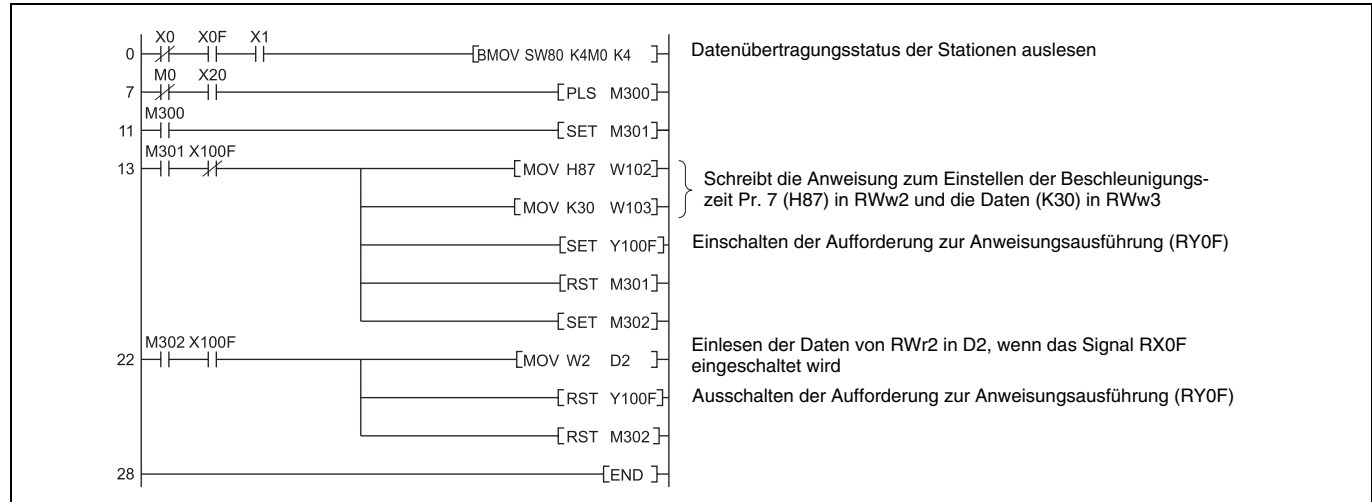 X0 X0F X1
0 BMOV SW80 K4M0 K4 Datenübertragungsstatus der Stationen auslesen
M0 X20
7 PLS M300
M300
11 SET M301
M301 X100F
13 MOV H87 W102
Schreibt die Anweisung zum Einstellen der Beschleunigungs-
zeit Pr. 7 (H87) in RWw2 und die Daten (K30) in RWw3
MOV K30 W103
SET Y100F Einschalten der Aufforderung zur Anweisungsausführung (RY0F)
RST M301
SET M302
M302 X100F
22 MOV W2 D2 Einlesen der Daten von RWr2 in D2, wenn das Signal RX0F
eingeschaltet wird
RST Y100F Ausschalten der Aufforderung zur Anweisungsausführung (RY0F)
RST M302
28 END